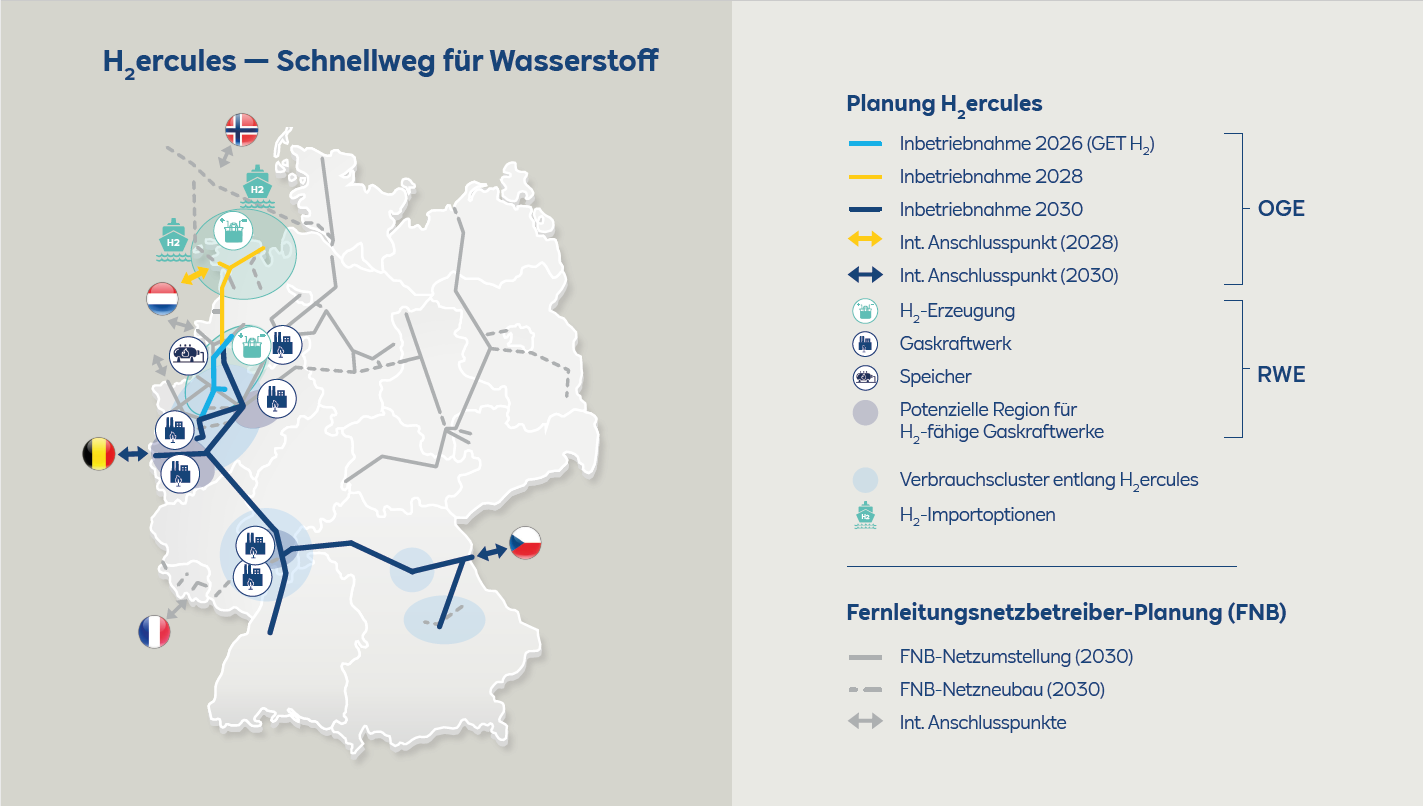 H₂ercules — Schnellweg für Wasserstoff
H2
H2
Planung H₂ercules
Inbetriebnahme 2026 (GET H₂)
Inbetriebnahme 2028
Inbetriebnahme 2030
OGE
Int. Anschlusspunkt (2028)
Int. Anschlusspunkt (2030)
H₂-Erzeugung
Gaskraftwerk
Speicher
RWE
Potenzielle Region für
H₂-fähige Gaskraftwerke
Verbrauchscluster entlang H₂ercules
H2
H₂-Importoptionen
Fernleitungsnetzbetreiber-Planung (FNB)
FNB-Netzumstellung (2030)
FNB-Netzneubau (2030)
Int. Anschlusspunkte